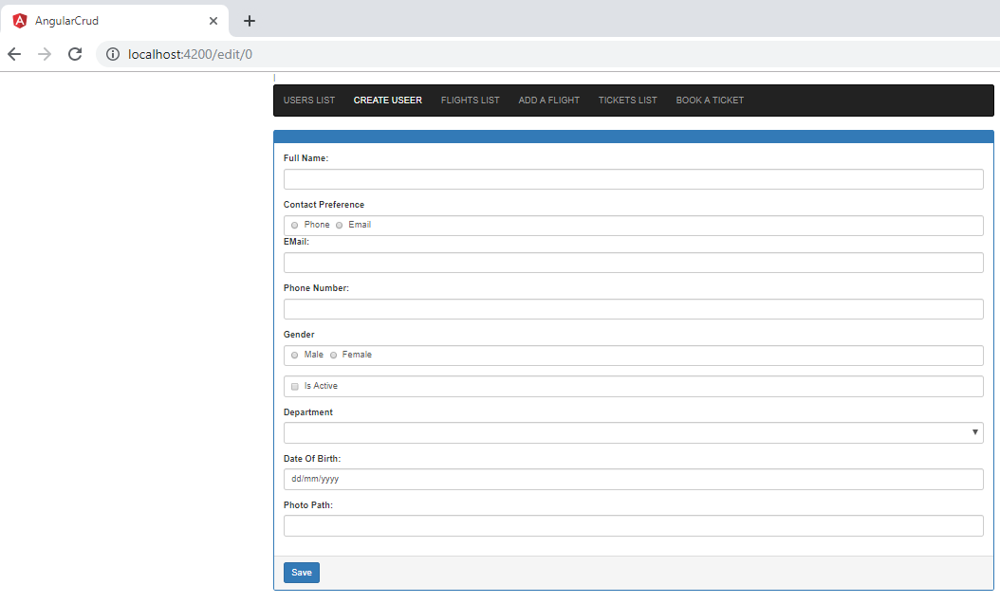 AngularCrud
localhost:4200/edit/0
USERS LIST CREATE USEER FLIGHTS LIST ADD A FLIGHT TICKETS LIST BOOK A TICKET
Full Name:
Contact Preference
Phone Email
EMail:
Phone Number:
Gender
Male Female
Is Active
Department
Date Of Birth:
dd/mm/yyyy
Photo Path:
Save